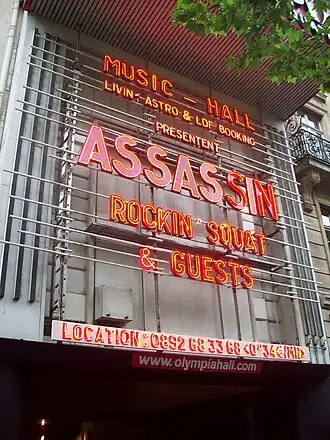 MUSIC - HALL
LIVIN-ASTRO & LDF BOOKING
PRESENTENT
ASSASSIN
ROCKIN' SQUAT
& GUESTS
LOCATION: 0892 68 33 68 <0"34€/MN>
www.olympiahall.com